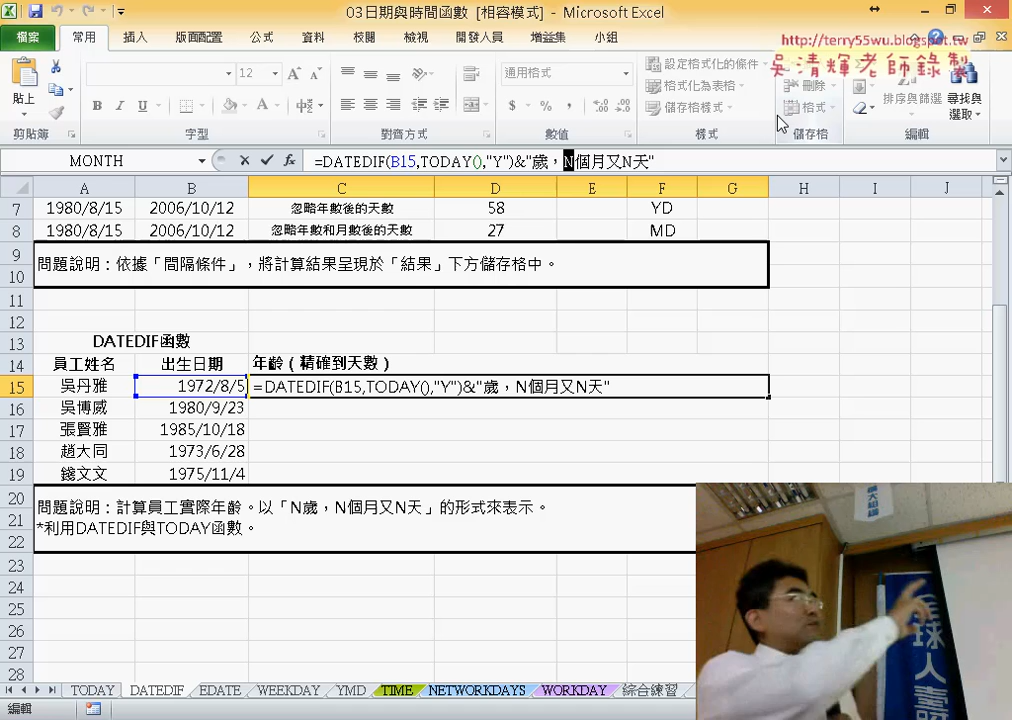 03日期與時間函數 [相容模式] - Microsoft Excel
http://terry55wu.blogspot.tw
吳清輝老師錄製
檔案 常用 插入 版面配置 公式 資料 校閱 檢視 開發人員 增益集 小組
貼上
12
B I U
通用格式
$ % ,
設定格式化的條件
格式化為表格
儲存格樣式
刪除
格式
排序與篩選 尋找與選取
剪貼簿 字型 對齊方式 數值 樣式 儲存格 編輯
MONTH fx =DATEDIF(B15,TODAY(),"Y")&"歲，N個月又N天"
A B C D E F G H I J
7 1980/8/15 2006/10/12 忽略年數後的天數 58 YD
8 1980/8/15 2006/10/12 忽略年數和月數後的天數 27 MD
9
10 問題說明：依據「間隔條件」，將計算結果呈現於「結果」下方儲存格中。
11
12
13 DATEDIF函數
14 員工姓名 出生日期 年齡（精確到天數）
15 吳丹雅 1972/8/5 =DATEDIF(B15,TODAY(),"Y")&"歲，N個月又N天"
16 吳博威 1980/9/23
17 張賢雅 1985/10/18
18 趙大同 1973/6/28
19 錢文文 1975/11/4
20 問題說明：計算員工實際年齡。以「N歲，N個月又N天」的形式來表示。
21 *利用DATEDIF與TODAY函數。
22
23
24
25
26
27
28
TODAY DATEDIF EDATE WEEKDAY YMD TIME NETWORKDAYS WORKDAY 綜合練習
編輯
球人壽